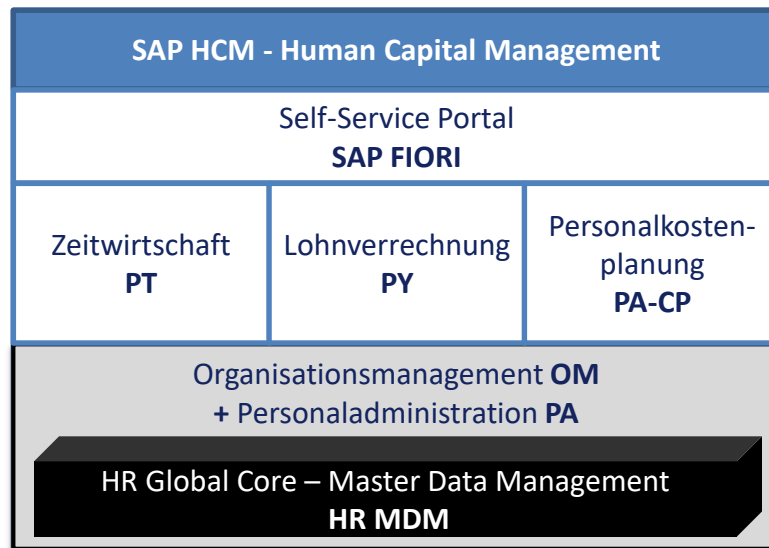 SAP HCM - Human Capital Management
Self-Service Portal
SAP FIORI
Zeitwirtschaft
PT
Lohnverrechnung
PY
Personalkosten-
planung
PA-CP
Organisationsmanagement OM
+ Personaladministration PA
HR Global Core – Master Data Management
HR MDM